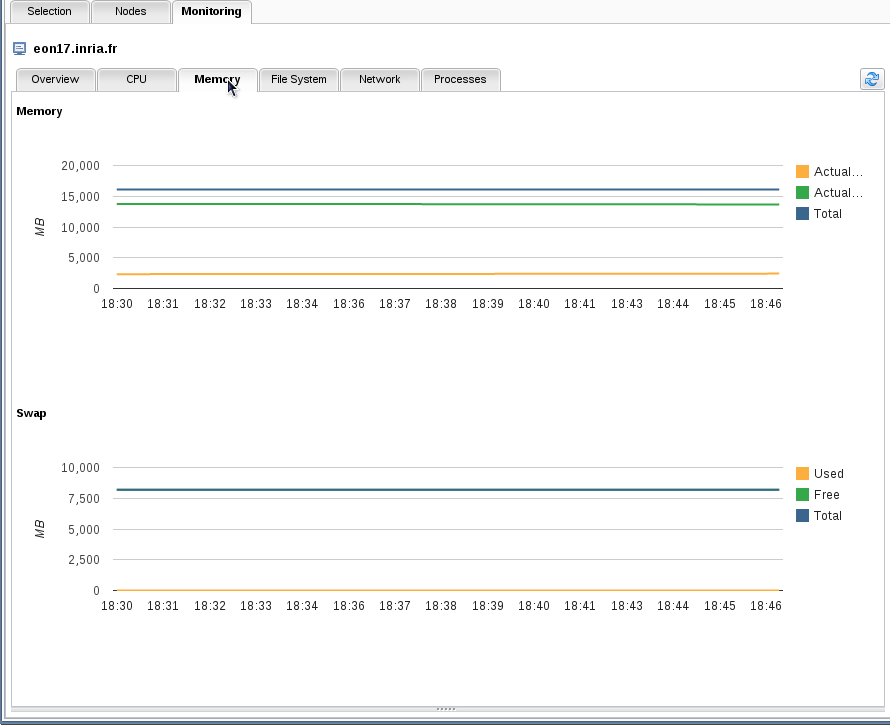 Selection Nodes Monitoring
eon17.inria.fr
Overview CPU Memory File System Network Processes
Memory
20,000
15,000
10,000
5,000
0
MB
18:30 18:31 18:32 18:33 18:34 18:36 18:37 18:38 18:39 18:40 18:41 18:43 18:44 18:45 18:46
Actual...
Actual...
Total
Swap
10,000
7,500
5,000
2,500
0
MB
18:30 18:31 18:32 18:33 18:34 18:36 18:37 18:38 18:39 18:40 18:41 18:43 18:44 18:45 18:46
Used
Free
Total